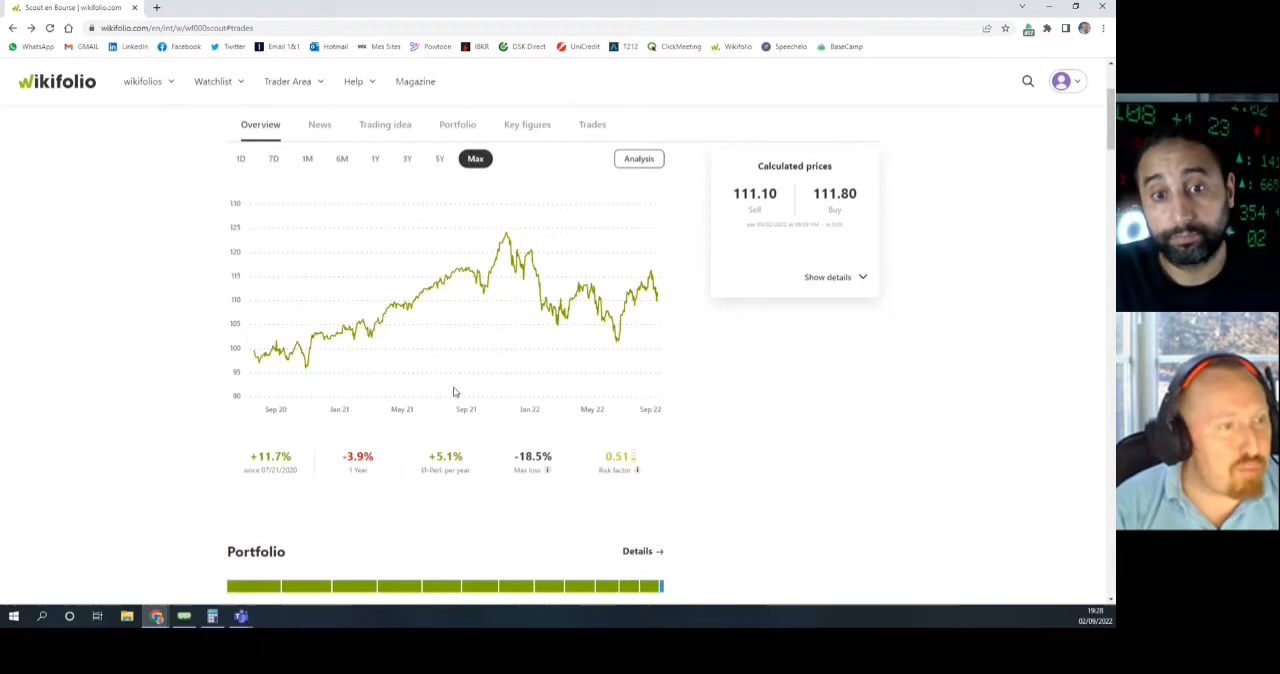 Scout en Bourse | wikifolio.com
wikifolio.com/en/int/w/wf000scout#trades
WhatsApp GMAIL LinkedIn Facebook Twitter Email 1&1 Hotmail Mes Sites Powtoon IBKR DSK Direct UniCredit T212 ClickMeeting Wikifolio Speechelo BaseCamp
wikifolio wikifolios Watchlist Trader Area Help Magazine
Overview News Trading idea Portfolio Key figures Trades
1D 7D 1M 6M 1Y 3Y 5Y Max Analysis
Calculated prices
111.10 111.80
Sell Buy
Show details
130
125
120
115
110
105
100
95
90
Sep 20 Jan 21 May 21 Sep 21 Jan 22 May 22 Sep 22
+11.7% -3.9% +5.1% -18.5% 0.51
since 07/21/2020 1 Year Ø-Perf. per year Max loss Risk factor
Portfolio Details →
19:28
02/09/2022
+1
23
354
02